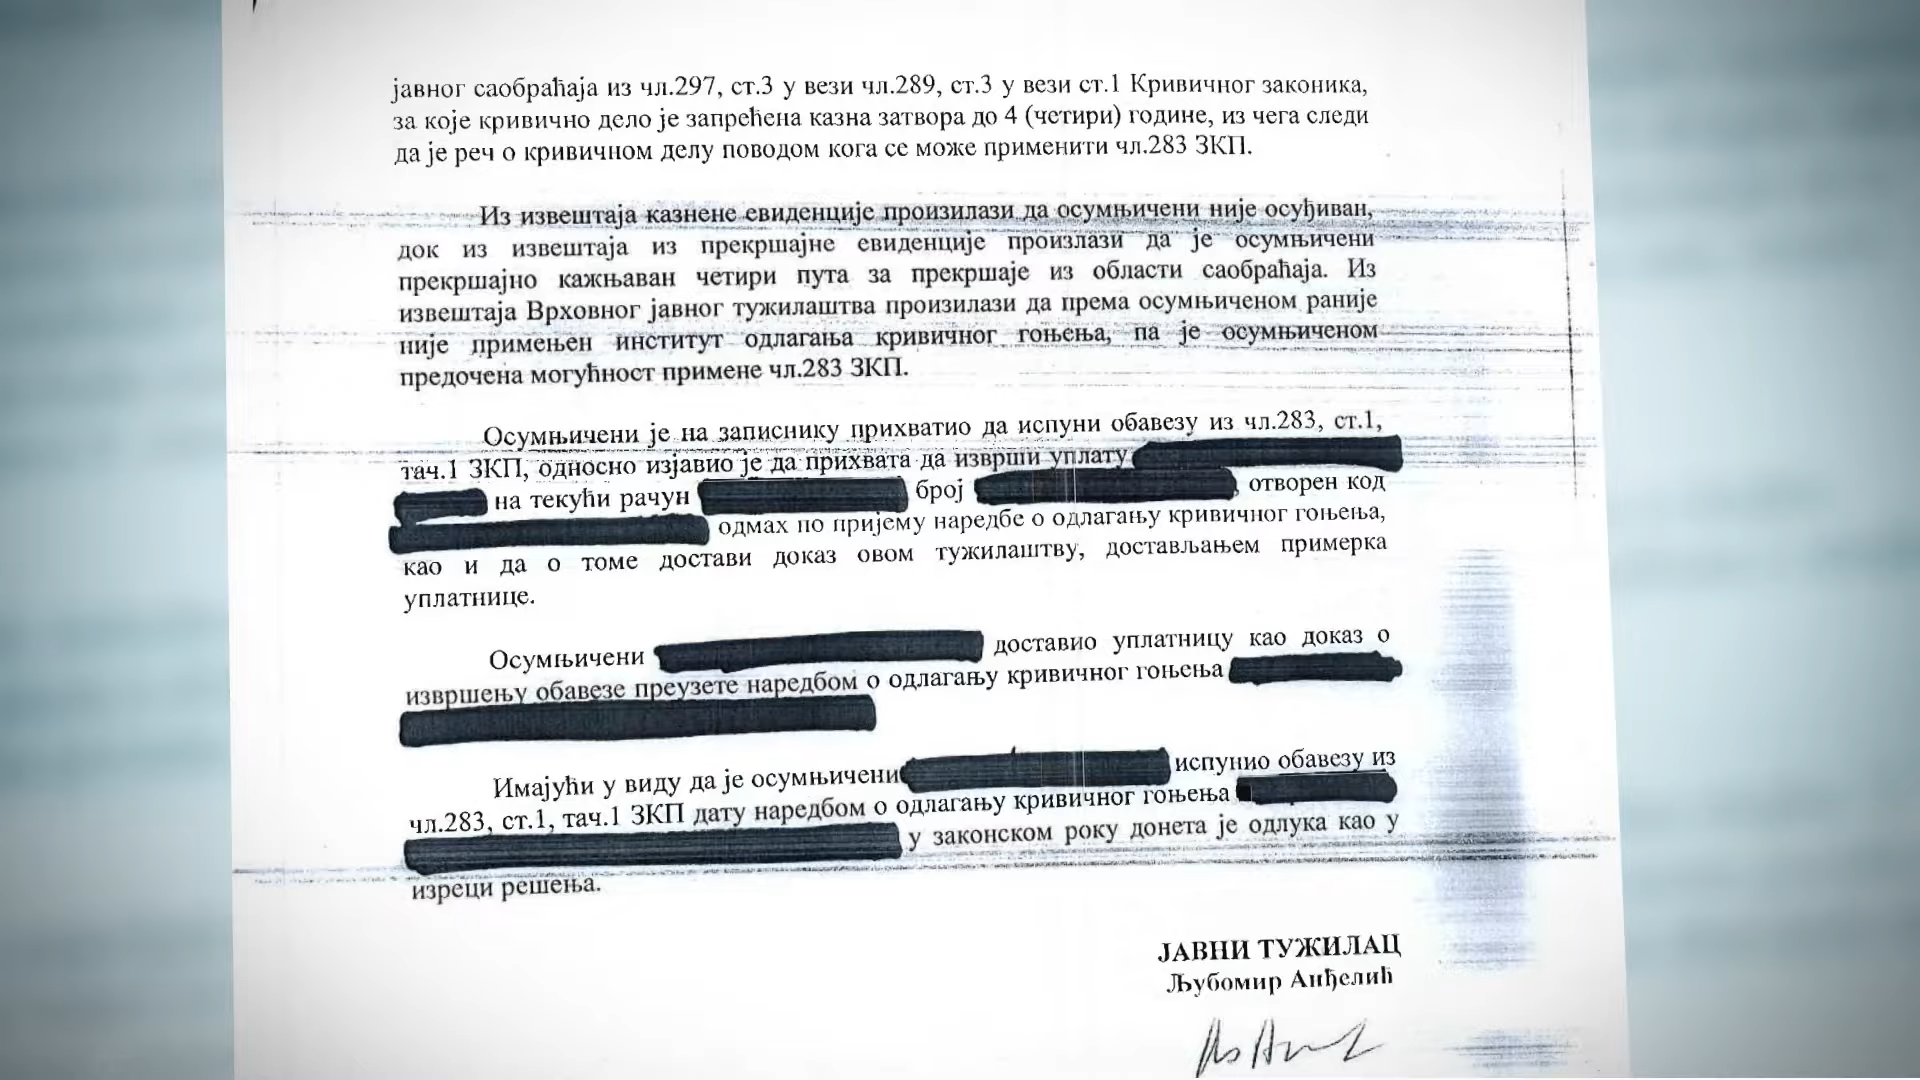 јавног саобраћаја из чл.297, ст.3 у вези чл.289, ст.3 у вези ст.1 Кривичног законика,
за које кривично дело је запрећена казна затвора до 4 (четири) године, из чега следи
да је реч о кривичном делу поводом кога се може применити чл.283 ЗКП.
Из извештаја казнене евиденције произилази да осумњичени није осуђиван,
док из извештаја из прекршајне евиденције произлази да је осумњичени
прекршајно кажњаван четири пута за прекршаје из области саобраћаја. Из
извештаја Врховног јавног тужилаштва произилази да према осумњиченом раније
није примењен институт одлагања кривичног гоњења, па је осумњиченом
предочена могућност примене чл.283 ЗКП.
Осумњичени је на записнику прихватио да испуни обавезу из чл.283, ст.1,
тач.1 ЗКП, односно изјавио је да прихвата да изврши уплату
на текући рачун број , отворен код
одмах по пријему наредбе о одлагању кривичног гоњења,
као и да о томе достави доказ овом тужилаштву, достављањем примерка
уплатнице.
Осумњичени доставио уплатницу као доказ о
извршењу обавезе преузете наредбом о одлагању кривичног гоњења
Имајући у виду да је осумњичени испунио обавезу из
чл.283, ст.1, тач.1 ЗКП дату наредбом о одлагању кривичног гоњења
у законском року донета је одлука као у
изреци решења.
ЈАВНИ ТУЖИЛАЦ
Љубомир Анђелић